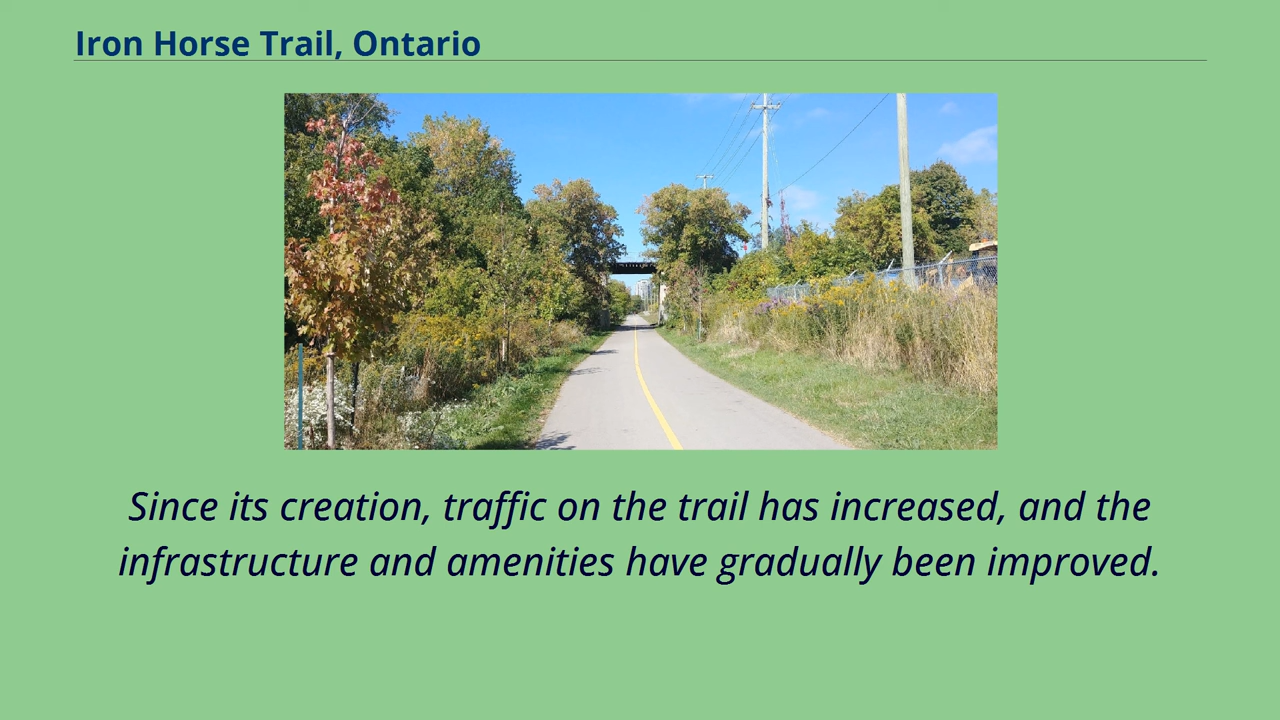 Iron Horse Trail, Ontario
Since its creation, traffic on the trail has increased, and the
infrastructure and amenities have gradually been improved.